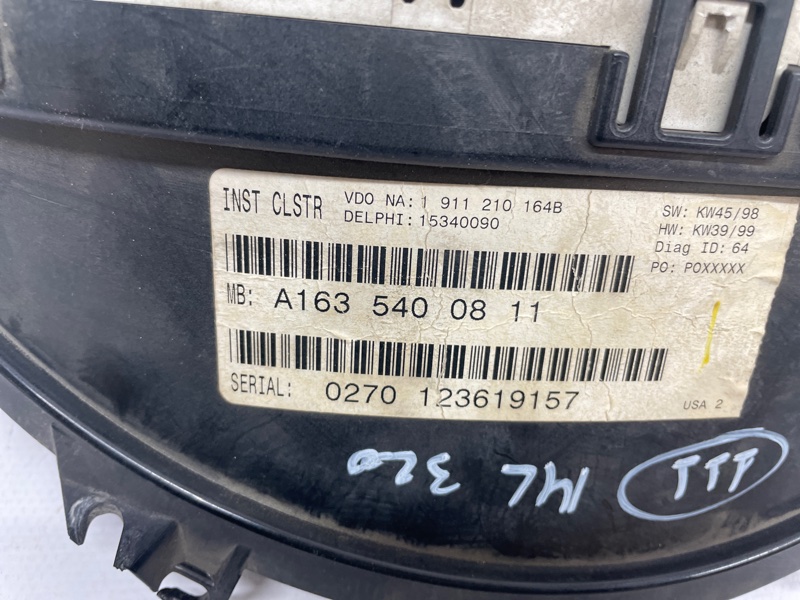 INST CLSTR VDO NA: 1 911 210 164B
DELPHI: 15340090
SW: KW45/98
HW: KW39/99
Diag ID: 64
PO: POXXXXX
MB: A163 540 08 11
SERIAL: 0270 123619157
USA 2
ML 320
TTT